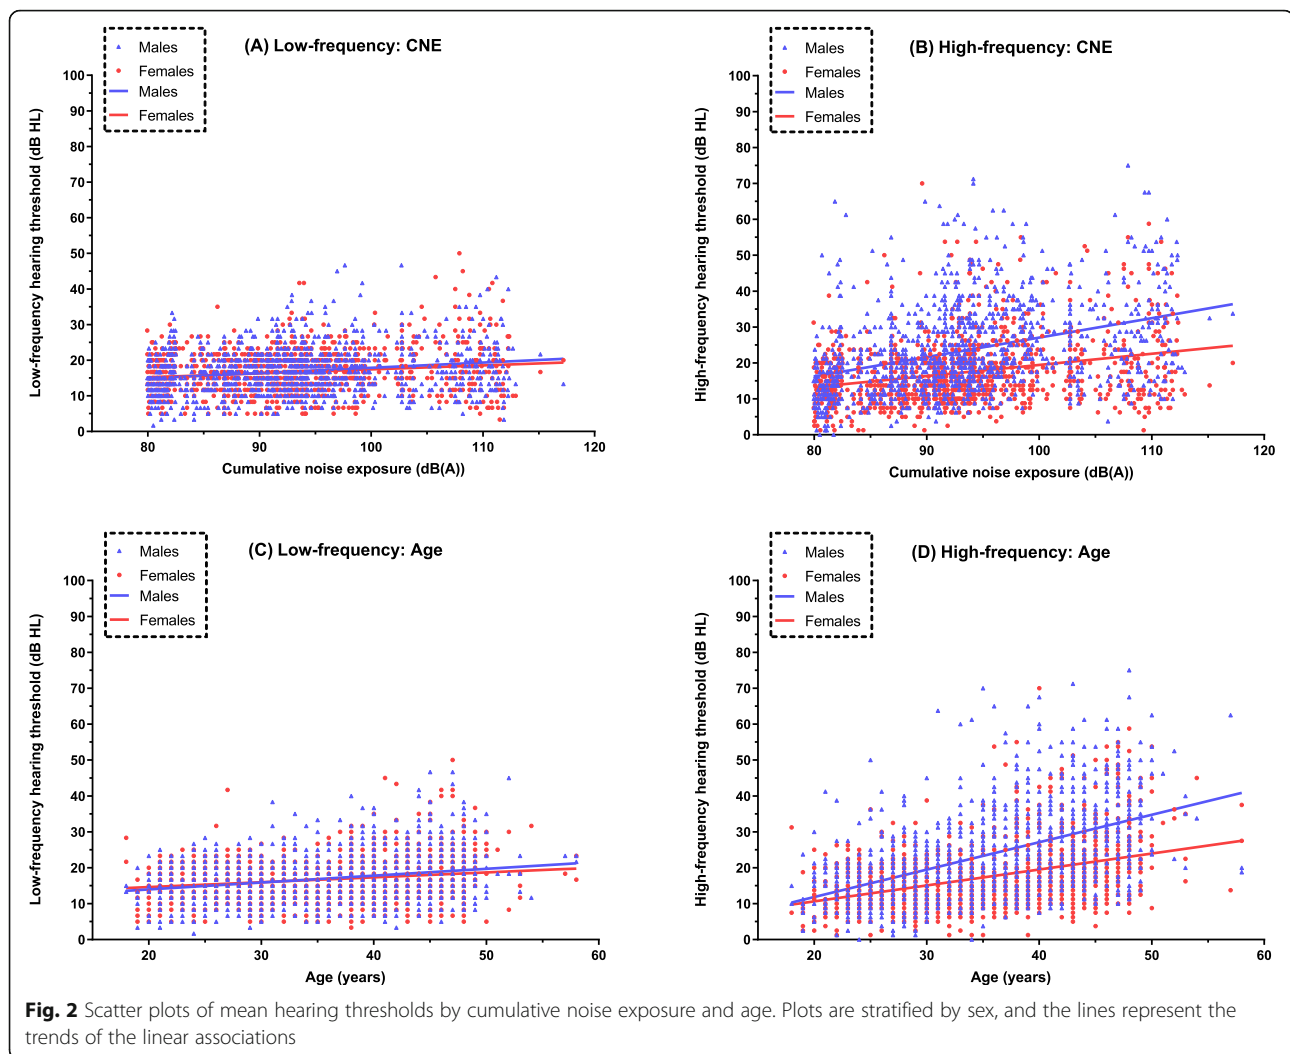 (A) Low-frequency: CNE
Males
Females
Males
Females
Low-frequency hearing threshold (dB HL)
100
90
80
70
60
50
40
30
20
10
0
80 90 100 110 120
Cumulative noise exposure (dB(A))
(B) High-frequency: CNE
Males
Females
Males
Females
High-frequency hearing threshold (dB HL)
100
90
80
70
60
50
40
30
20
10
0
80 90 100 110 120
Cumulative noise exposure (dB(A))
(C) Low-frequency: Age
Males
Females
Males
Females
Low-frequency hearing threshold (dB HL)
100
90
80
70
60
50
40
30
20
10
0
20 30 40 50 60
Age (years)
(D) High-frequency: Age
Males
Females
Males
Females
High-frequency hearing threshold (dB HL)
100
90
80
70
60
50
40
30
20
10
0
20 30 40 50 60
Age (years)
Fig. 2 Scatter plots of mean hearing thresholds by cumulative noise exposure and age. Plots are stratified by sex, and the lines represent the
trends of the linear associations